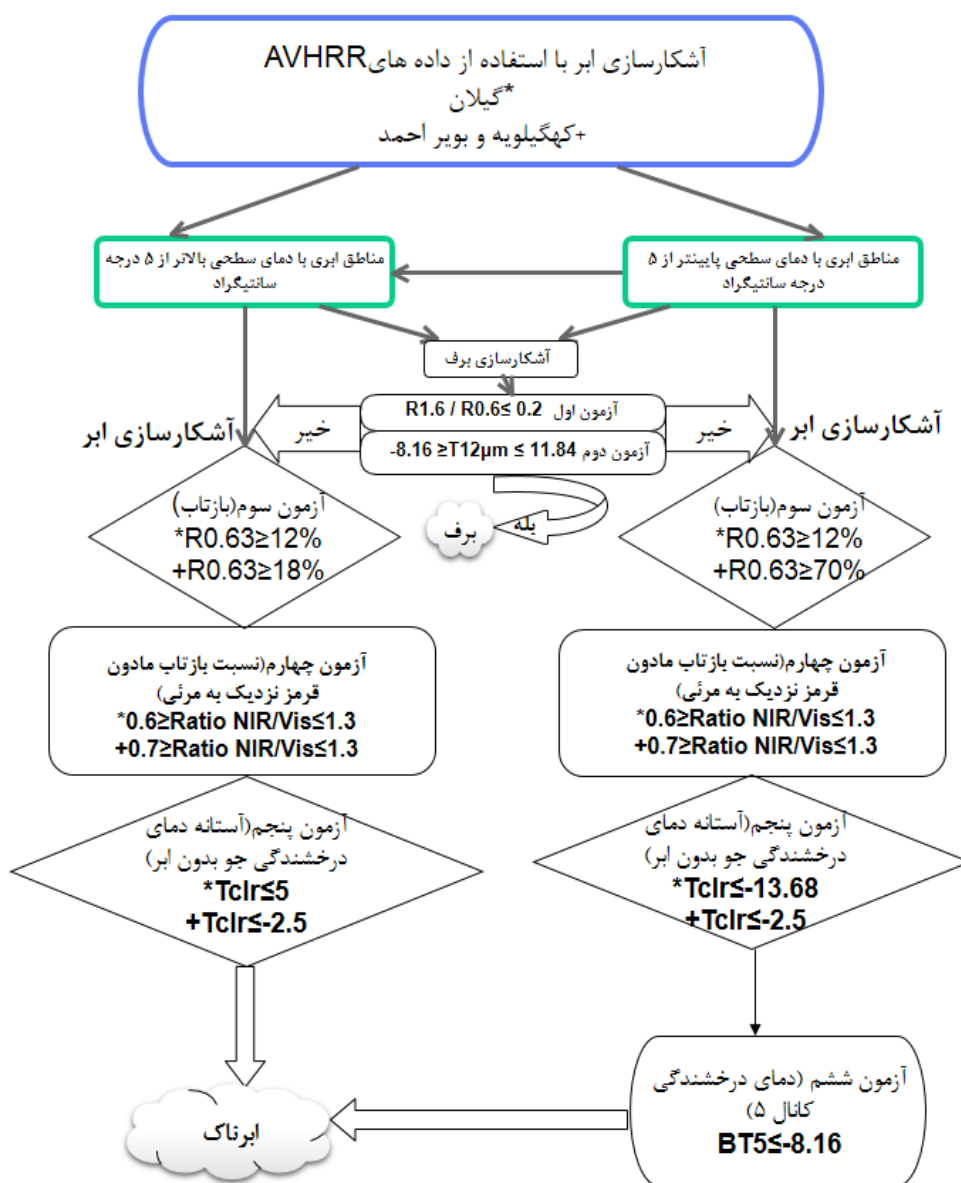 آشکارسازی ابر با استفاده از داده های AVHRR
*گیلان
+کهگیلویه و بویر احمد
مناطق ابری با دمای سطحی پایینتر از ۵
درجه سانتیگراد
مناطق ابری با دمای سطحی بالاتر از ۵ درجه
سانتیگراد
آشکارسازی برف
آزمون اول R1.6 / R0.6≤ 0.2
آزمون دوم -8.16 ≥T12µm ≤ 11.84
خیر
خیر
آشکارسازی ابر
آشکارسازی ابر
بله
برف
آزمون سوم(بازتاب)
*R0.63≥12%
+R0.63≥70%
آزمون سوم(بازتاب)
*R0.63≥12%
+R0.63≥18%
آزمون چهارم(نسبت بازتاب مادون
قرمز نزدیک به مرئی)
*0.6≥Ratio NIR/Vis≤1.3
+0.7≥Ratio NIR/Vis≤1.3
آزمون چهارم(نسبت بازتاب مادون
قرمز نزدیک به مرئی)
*0.6≥Ratio NIR/Vis≤1.3
+0.7≥Ratio NIR/Vis≤1.3
آزمون پنجم(آستانه دمای
درخشندگی جو بدون ابر)
*Tclr≤-13.68
+Tclr≤-2.5
آزمون پنجم(آستانه دمای
درخشندگی جو بدون ابر)
*Tclr≤5
+Tclr≤-2.5
آزمون ششم (دمای درخشندگی
کانال ۵)
BT5≤-8.16
ابرناک